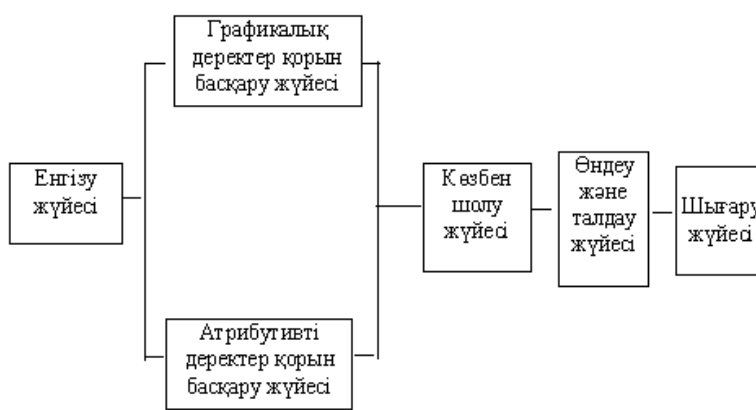 Графикалық
деректер қорын
басқару жүйесі
Енгізу
жүйесі
Көзбен
шолу
жүйесі
Өндеу
және
талдау
жүйесі
Шығару
жүйесі
Атрибутивті
деректер қорын
басқару жүйесі